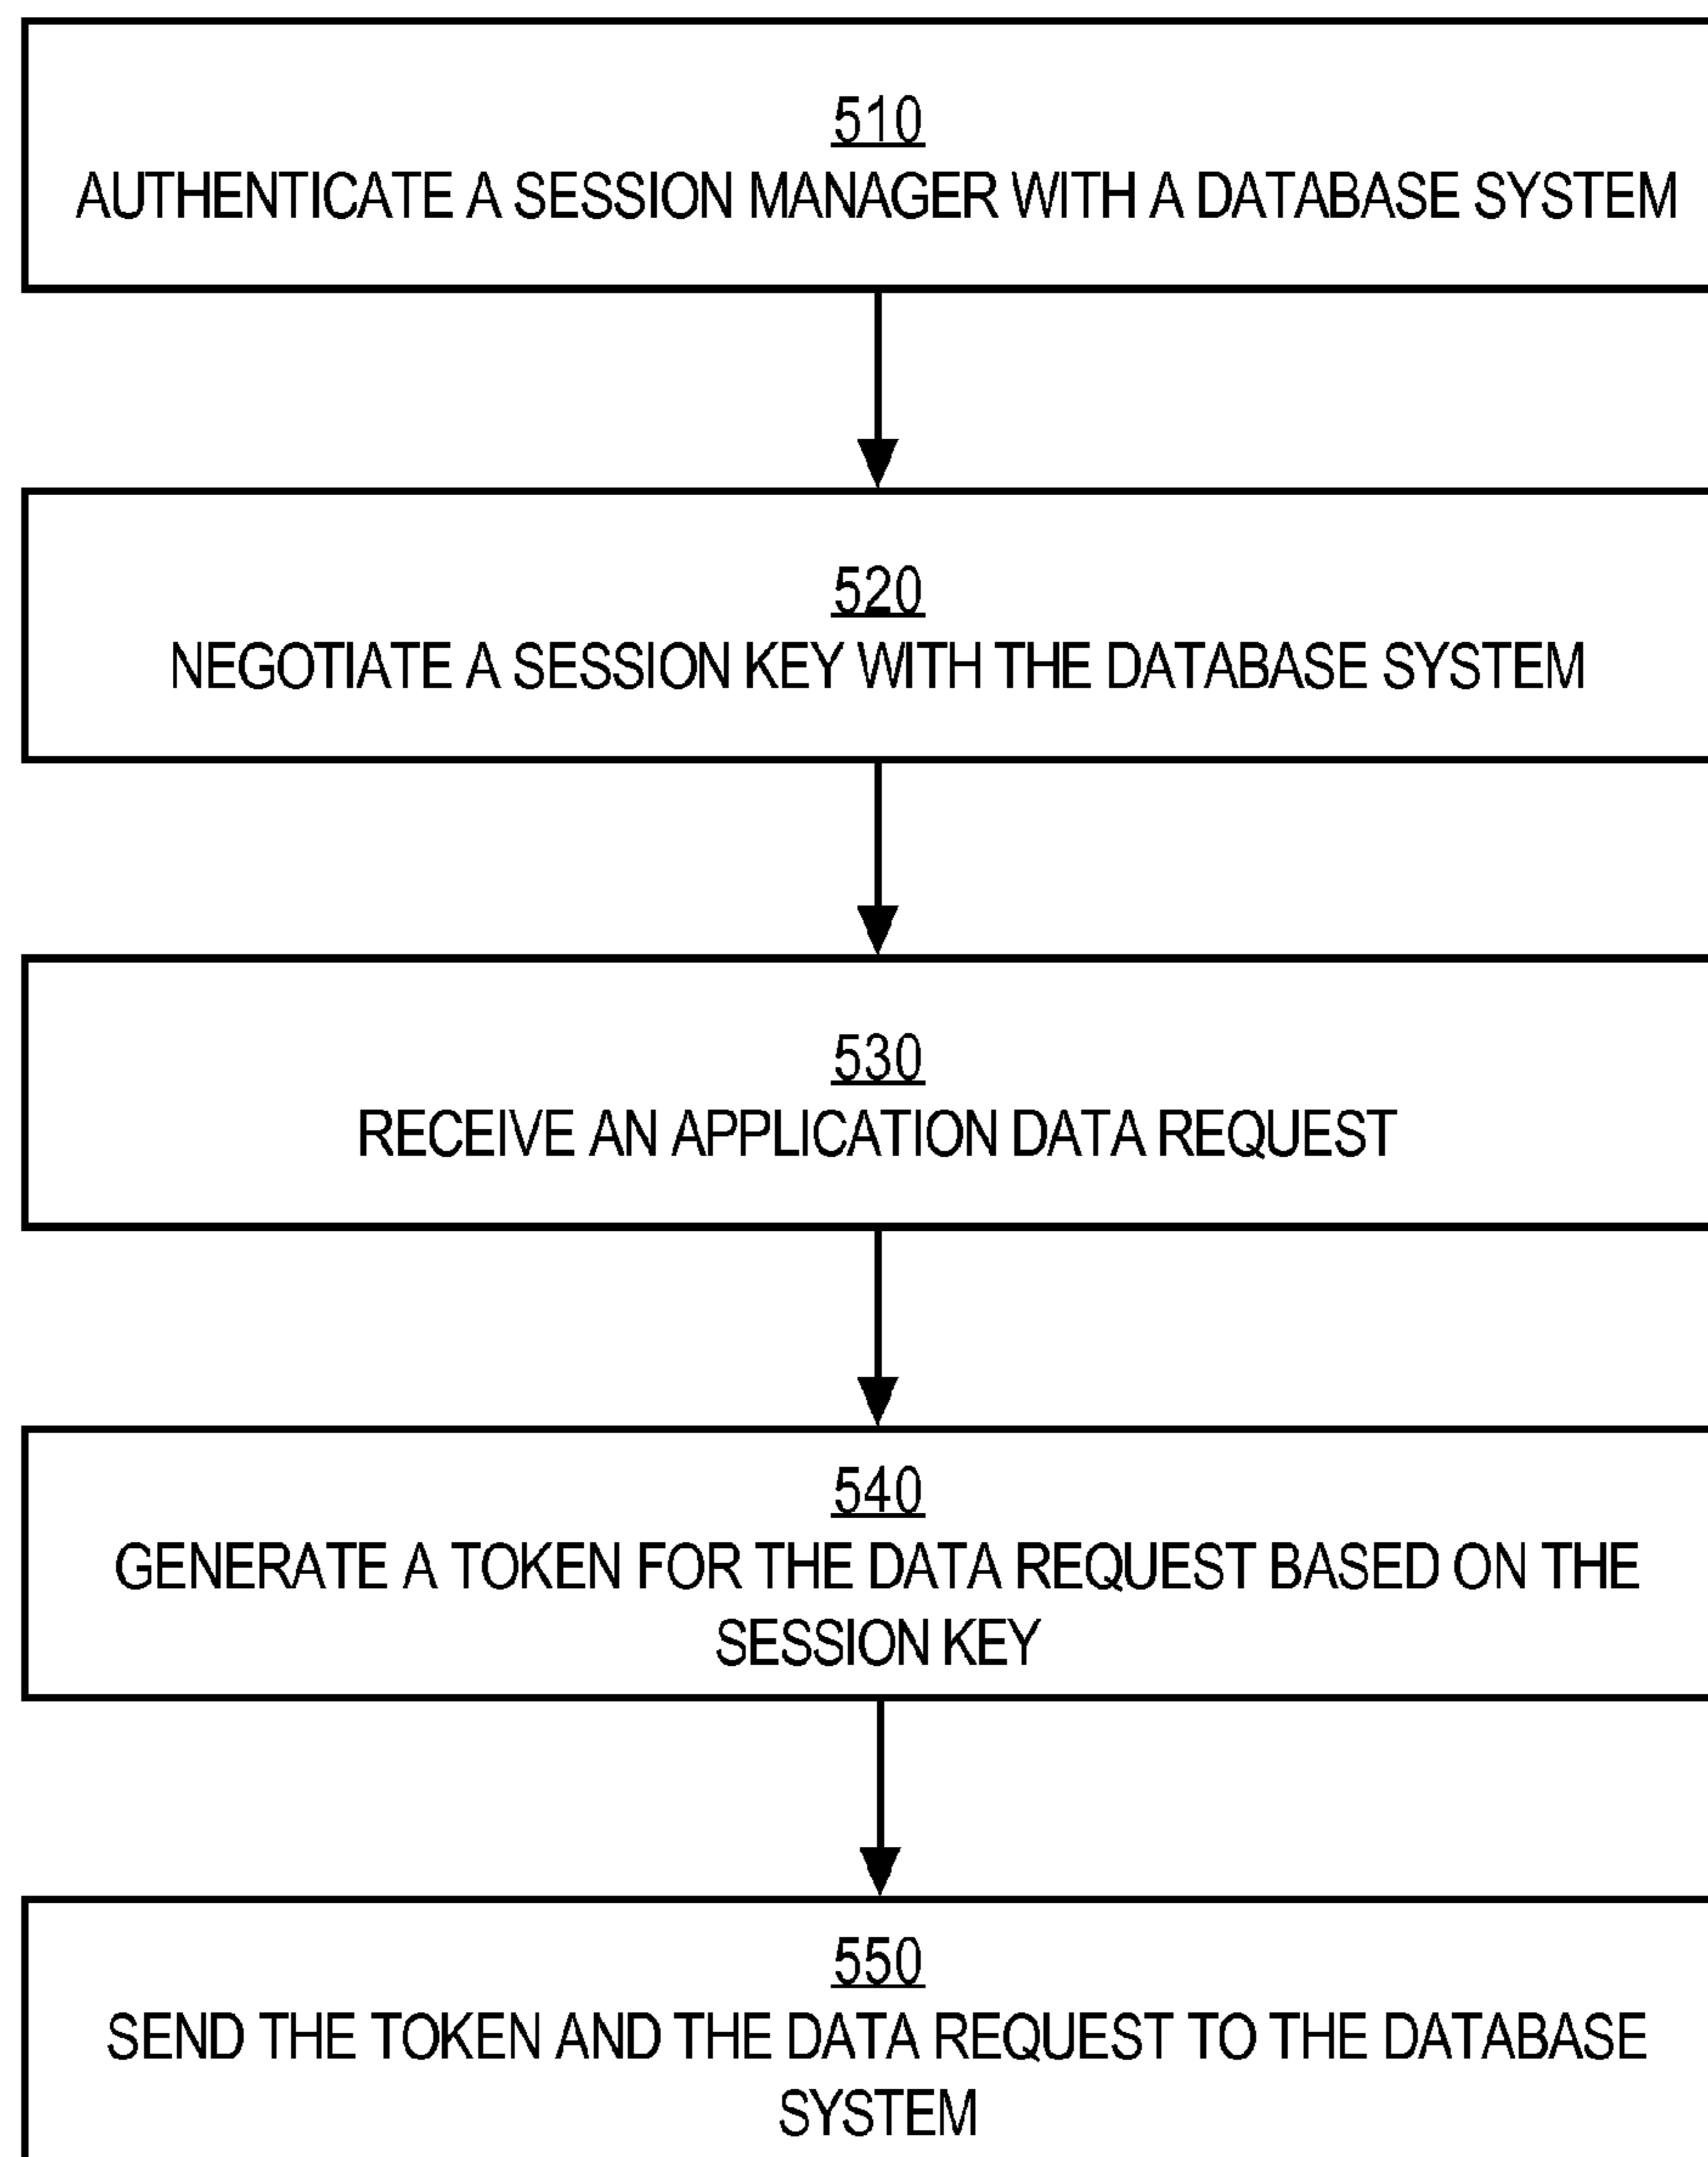 510
AUTHENTICATE A SESSION MANAGER WITH A DATABASE SYSTEM
520
NEGOTIATE A SESSION KEY WITH THE DATABASE SYSTEM
530
RECEIVE AN APPLICATION DATA REQUEST
540
GENERATE A TOKEN FOR THE DATA REQUEST BASED ON THE
SESSION KEY
550
SEND THE TOKEN AND THE DATA REQUEST TO THE DATABASE
SYSTEM